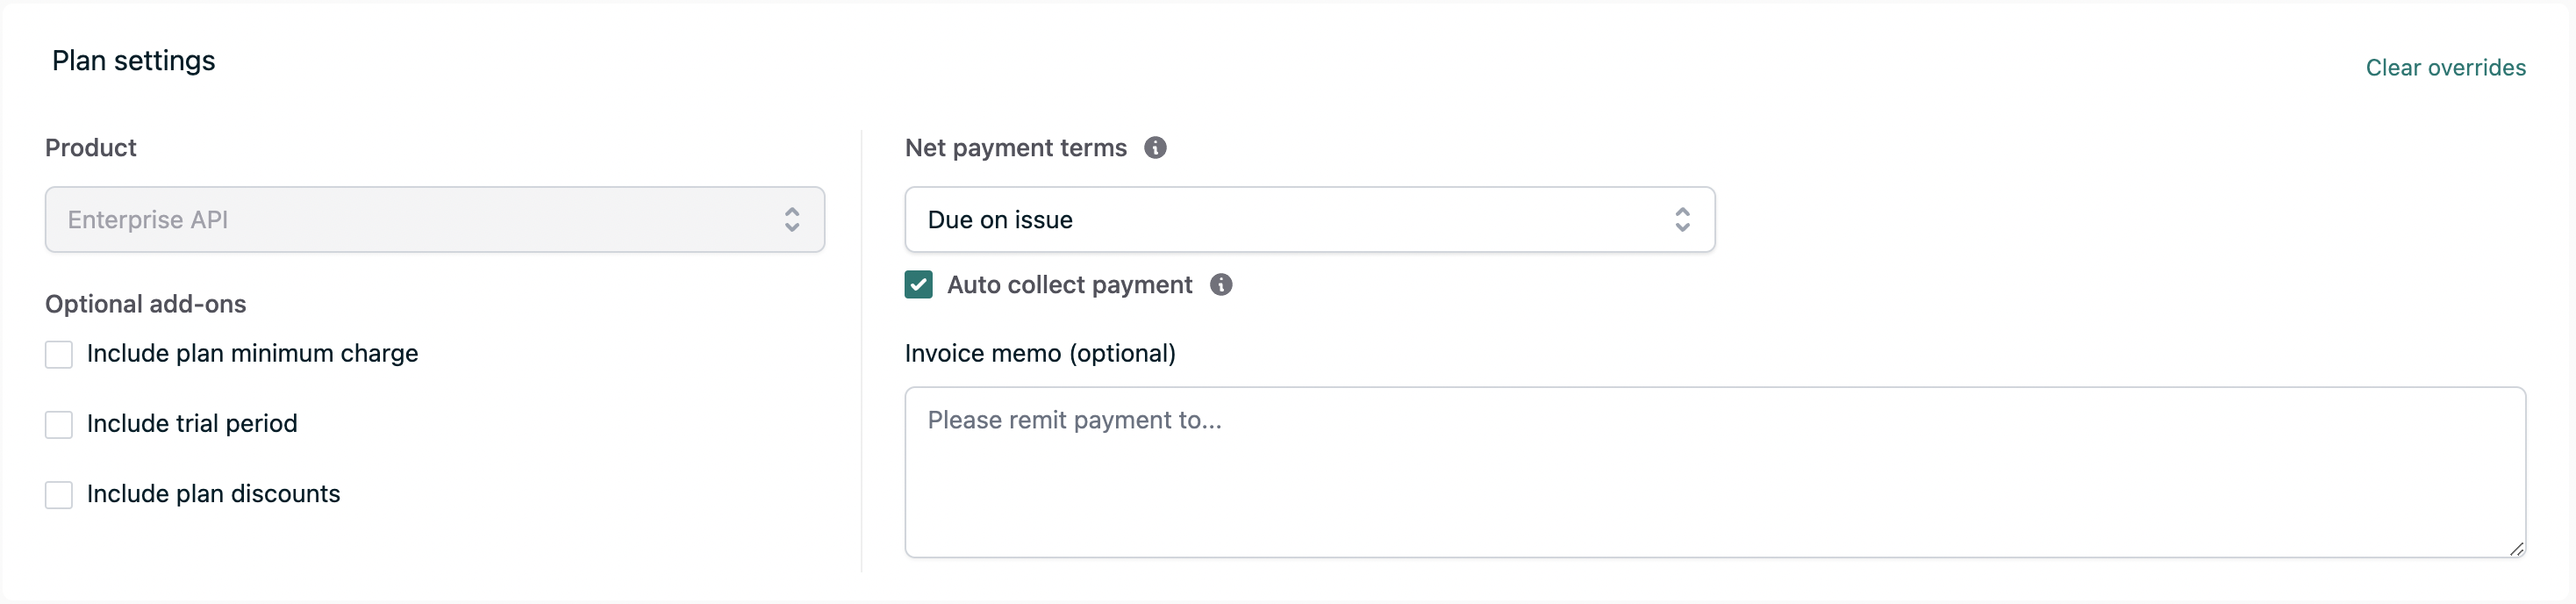 Plan settings
Clear overrides
Product
Enterprise API
Optional add-ons
Include plan minimum charge
Include trial period
Include plan discounts
Net payment terms
Due on issue
Auto collect payment
Invoice memo (optional)
Please remit payment to...